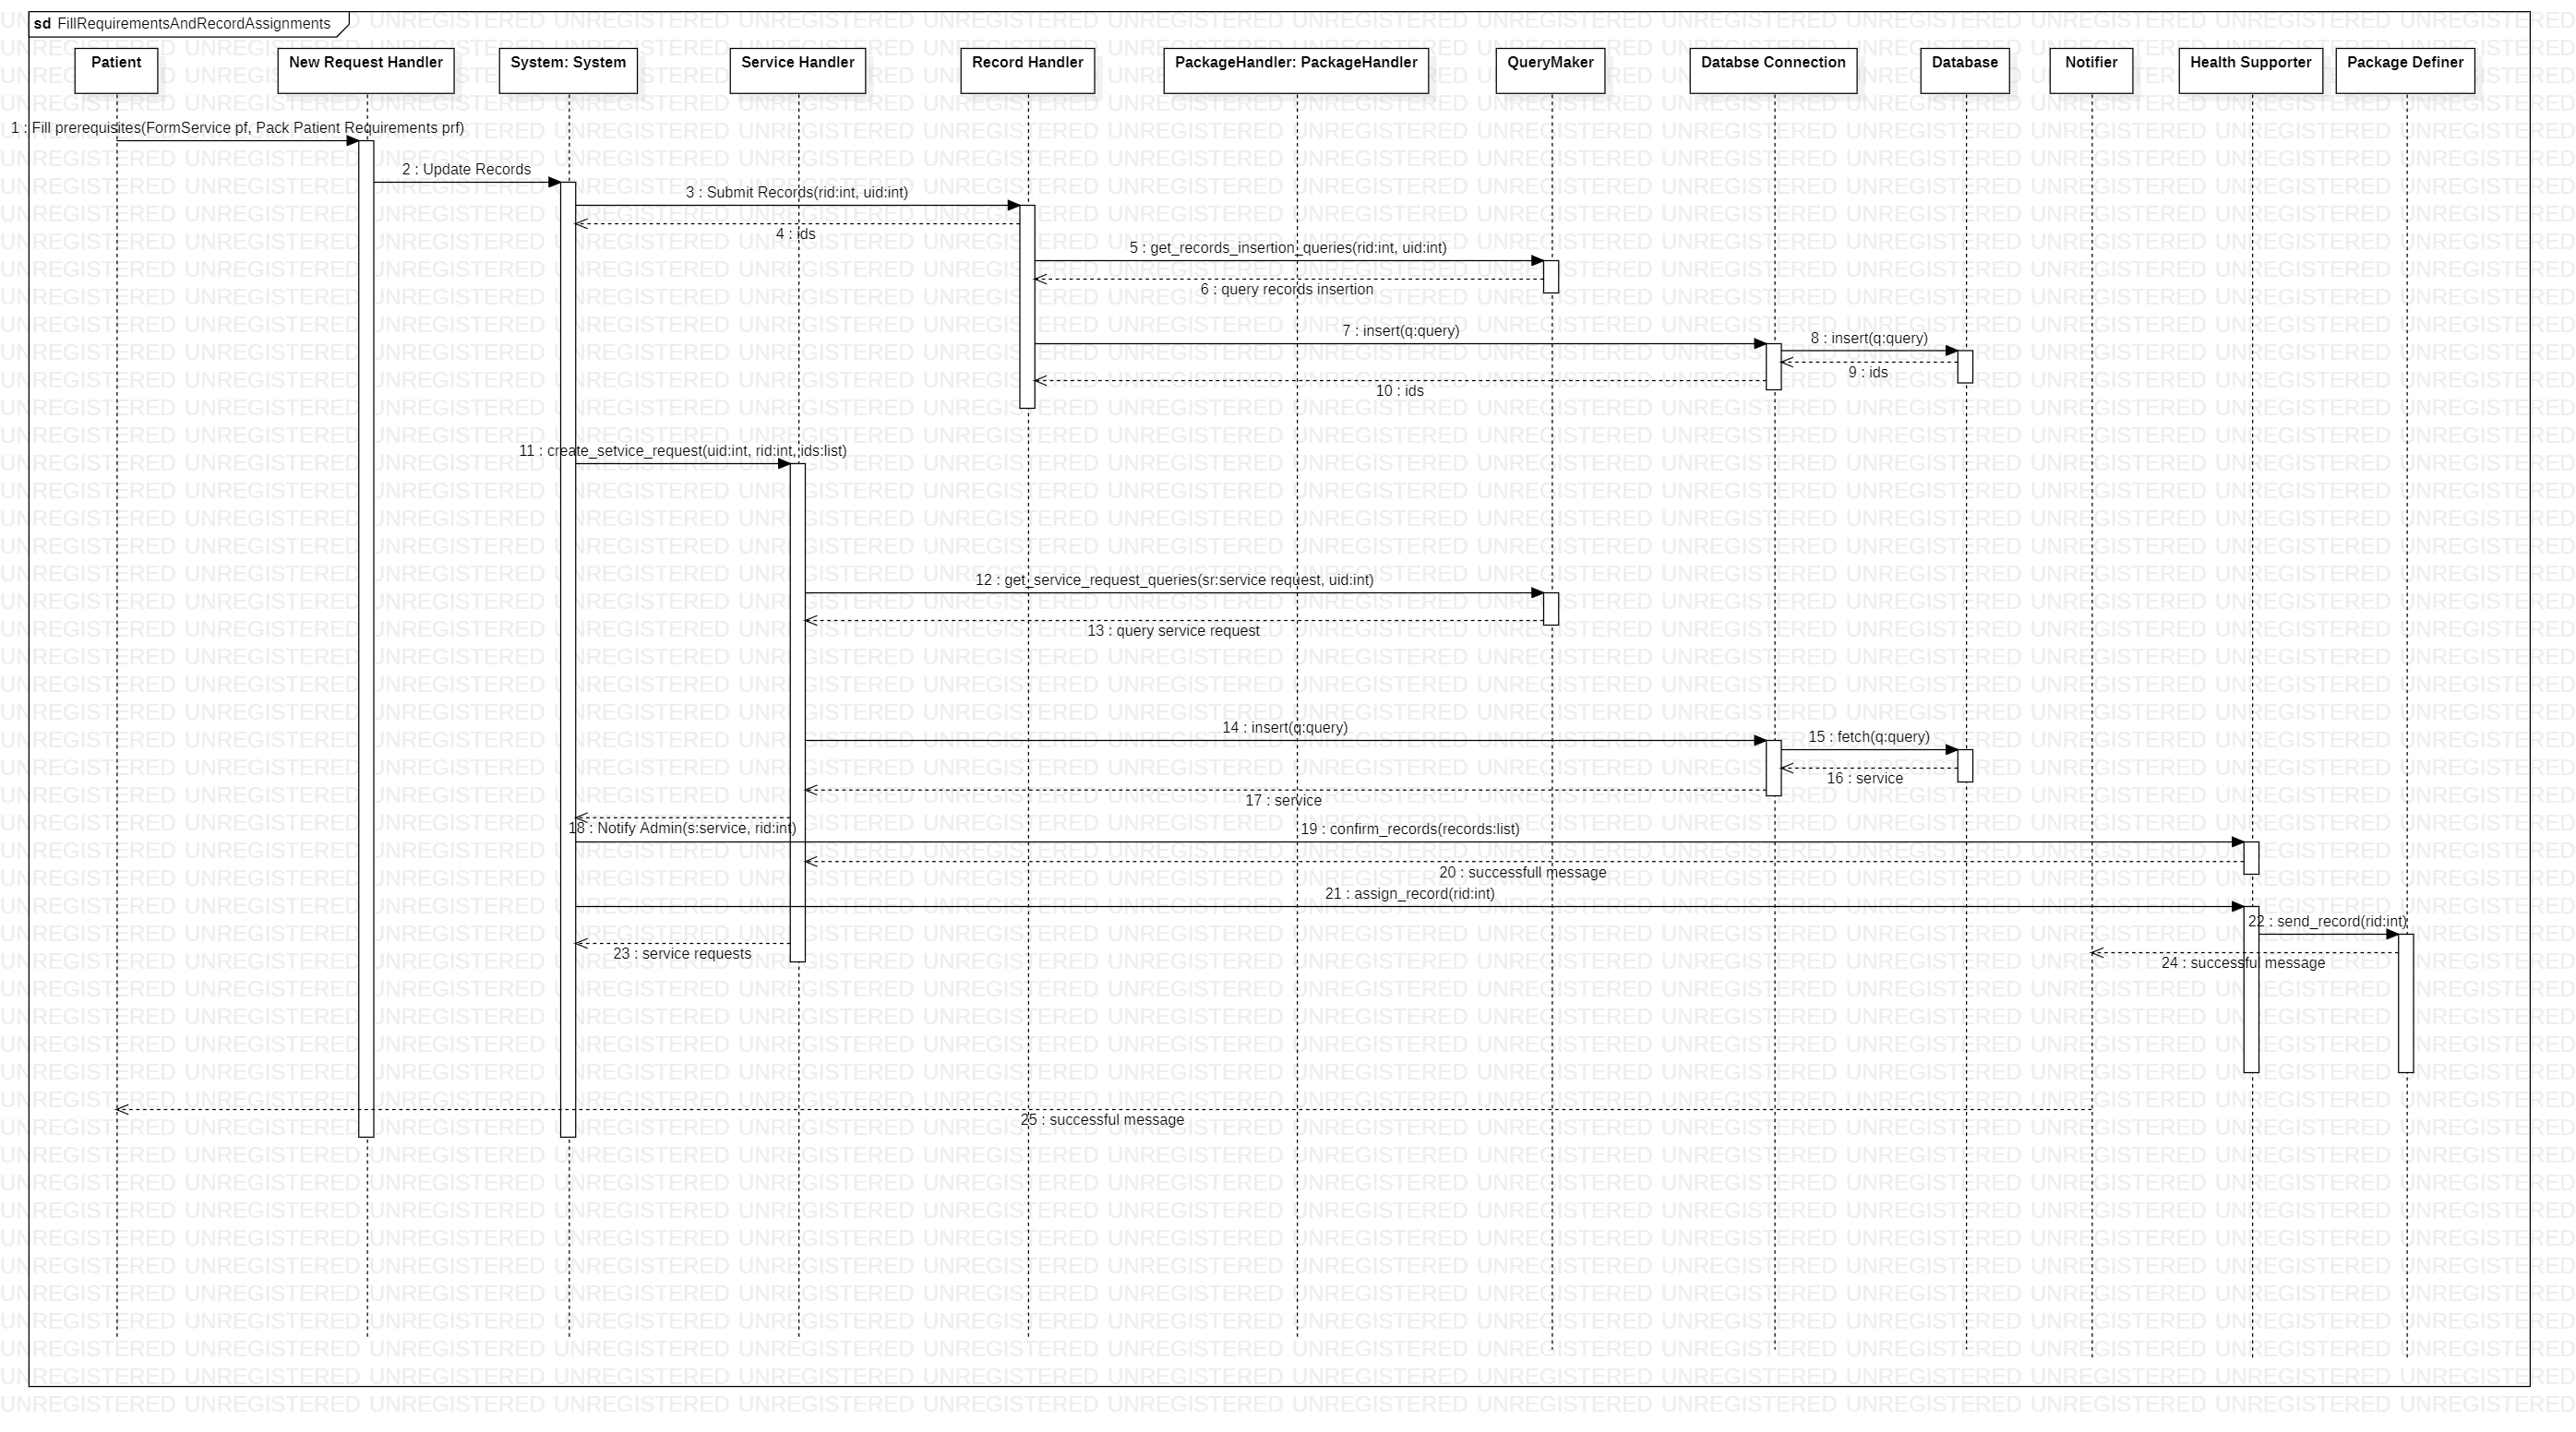 sd FillRequirementsAndRecordAssignments
Patient
New Request Handler
System: System
Service Handler
Record Handler
PackageHandler: PackageHandler
QueryMaker
Databse Connection
Database
Notifier
Health Supporter
Package Definer
1 : Fill prerequisites(FormService pf, Pack Patient Requirements prf)
2 : Update Records
3 : Submit Records(rid:int, uid:int)
4 : ids
5 : get_records_insertion_queries(rid:int, uid:int)
6 : query records insertion
7 : insert(q:query)
8 : insert(q:query)
9 : ids
10 : ids
11 : create_setvice_request(uid:int, rid:int, ids:list)
12 : get_service_request_queries(sr:service request, uid:int)
13 : query service request
14 : insert(q:query)
15 : fetch(q:query)
16 : service
17 : service
18 : Notify Admin(s:service, rid:int)
19 : confirm_records(records:list)
20 : successfull message
21 : assign_record(rid:int)
22 : send_record(rid:int)
23 : service requests
24 : successful message
25 : successful message
UNREGISTERED